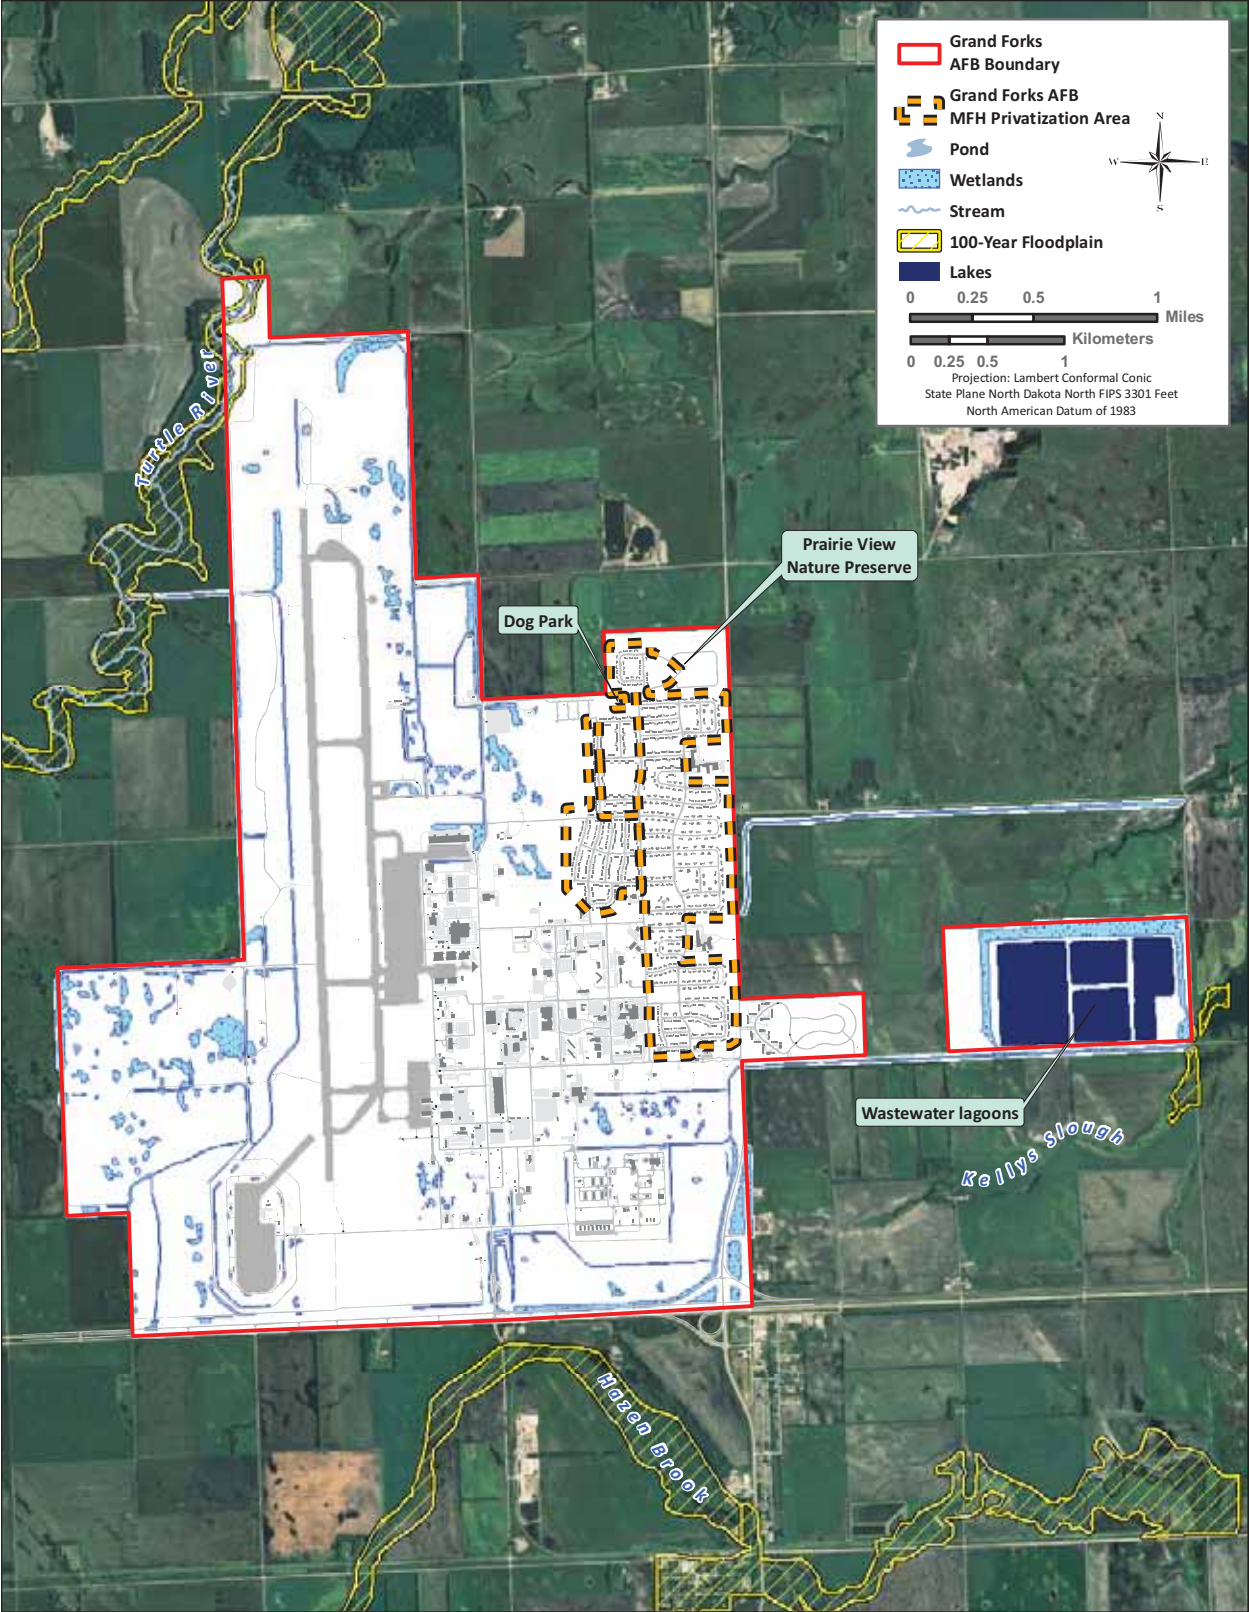 Grand Forks
AFB Boundary
Grand Forks AFB
MFH Privatization Area
Pond
Wetlands
Stream
100-Year Floodplain
Lakes
N
W
E
S
0 0.25 0.5 1
Miles
Kilometers
0 0.25 0.5 1
Projection: Lambert Conformal Conic
State Plane North Dakota North FIPS 3301 Feet
North American Datum of 1983
Turtle River
Prairie View
Nature Preserve
Dog Park
Wastewater lagoons
Kellys Slough
Hazen Brook